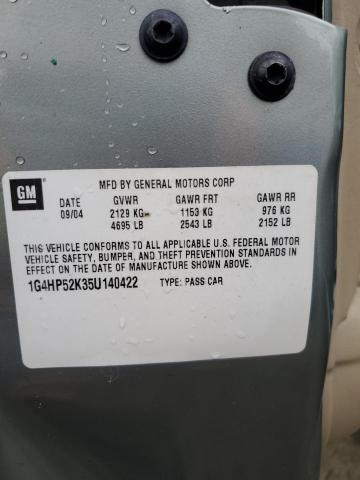 GM
MFD BY GENERAL MOTORS CORP
DATE GVWR GAWR FRT GAWR RR
09/04 2129 KG 1153 KG 976 KG
4695 LB 2543 LB 2152 LB
THIS VEHICLE CONFORMS TO ALL APPLICABLE U.S. FEDERAL MOTOR
VEHICLE SAFETY, BUMPER, AND THEFT PREVENTION STANDARDS IN
EFFECT ON THE DATE OF MANUFACTURE SHOWN ABOVE.
1G4HP52K35U140422 TYPE: PASS CAR